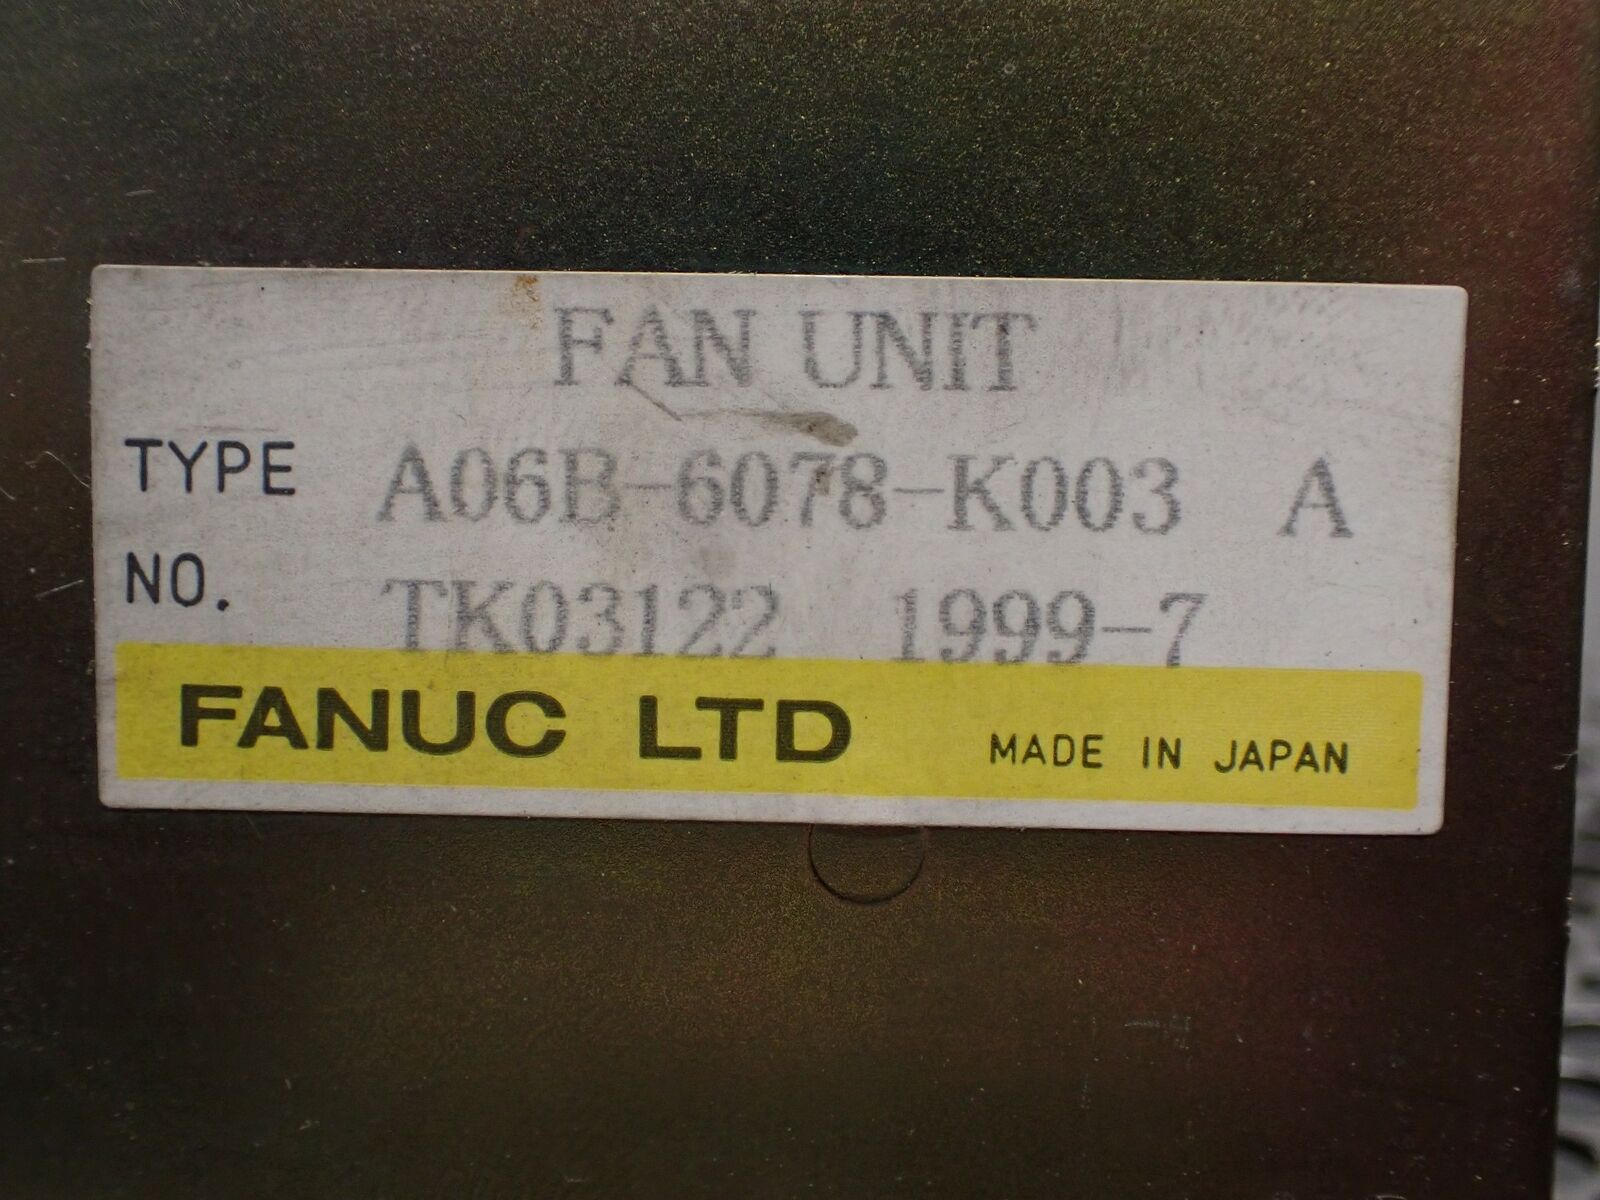 FAN UNIT
TYPE A06B-6078-K003 A
NO. TK03122 1999-7
FANUC LTD MADE IN JAPAN